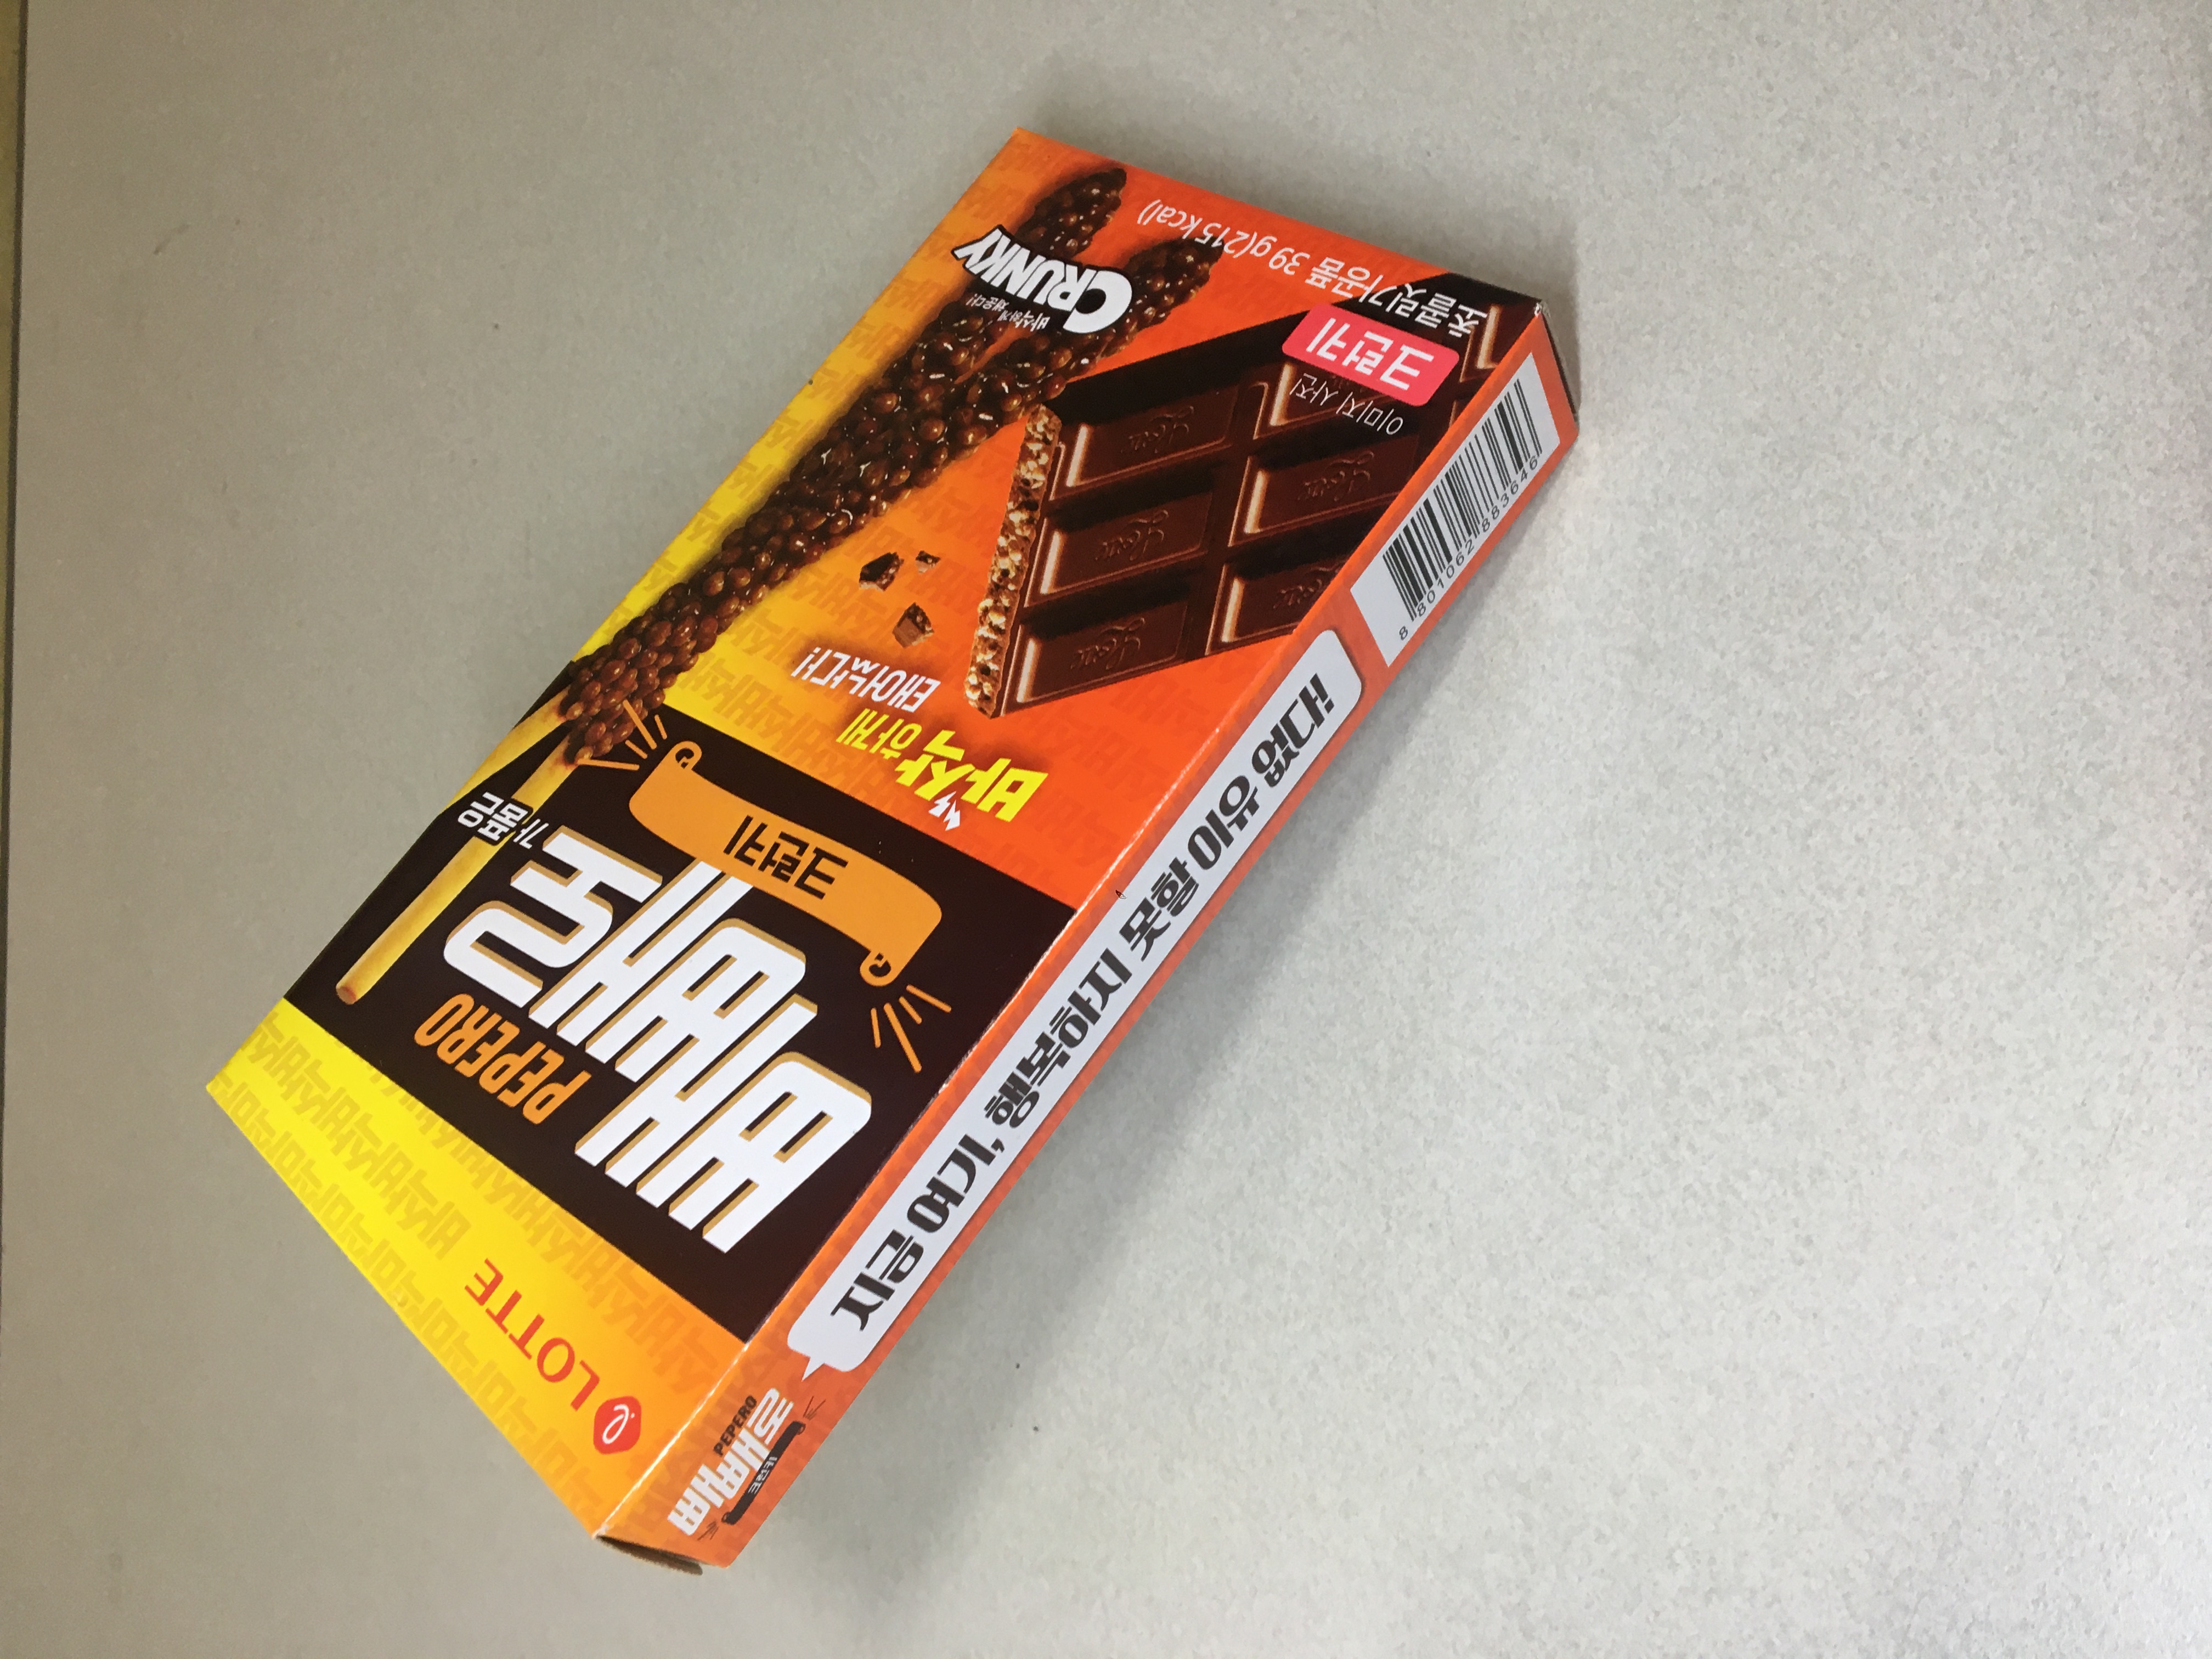 LOTTE
PEPERO
빼빼로
가 품은
크런키
바삭하게
태어났다!
바삭하게 채운다!
CRUNKY
이미지 사진
크런키
초콜릿가공품 39 g(215 kcal)
PEPERO
빼빼로
크런키
지금 여기, 행복하지 못할 이유 없다!
8 801062 883646